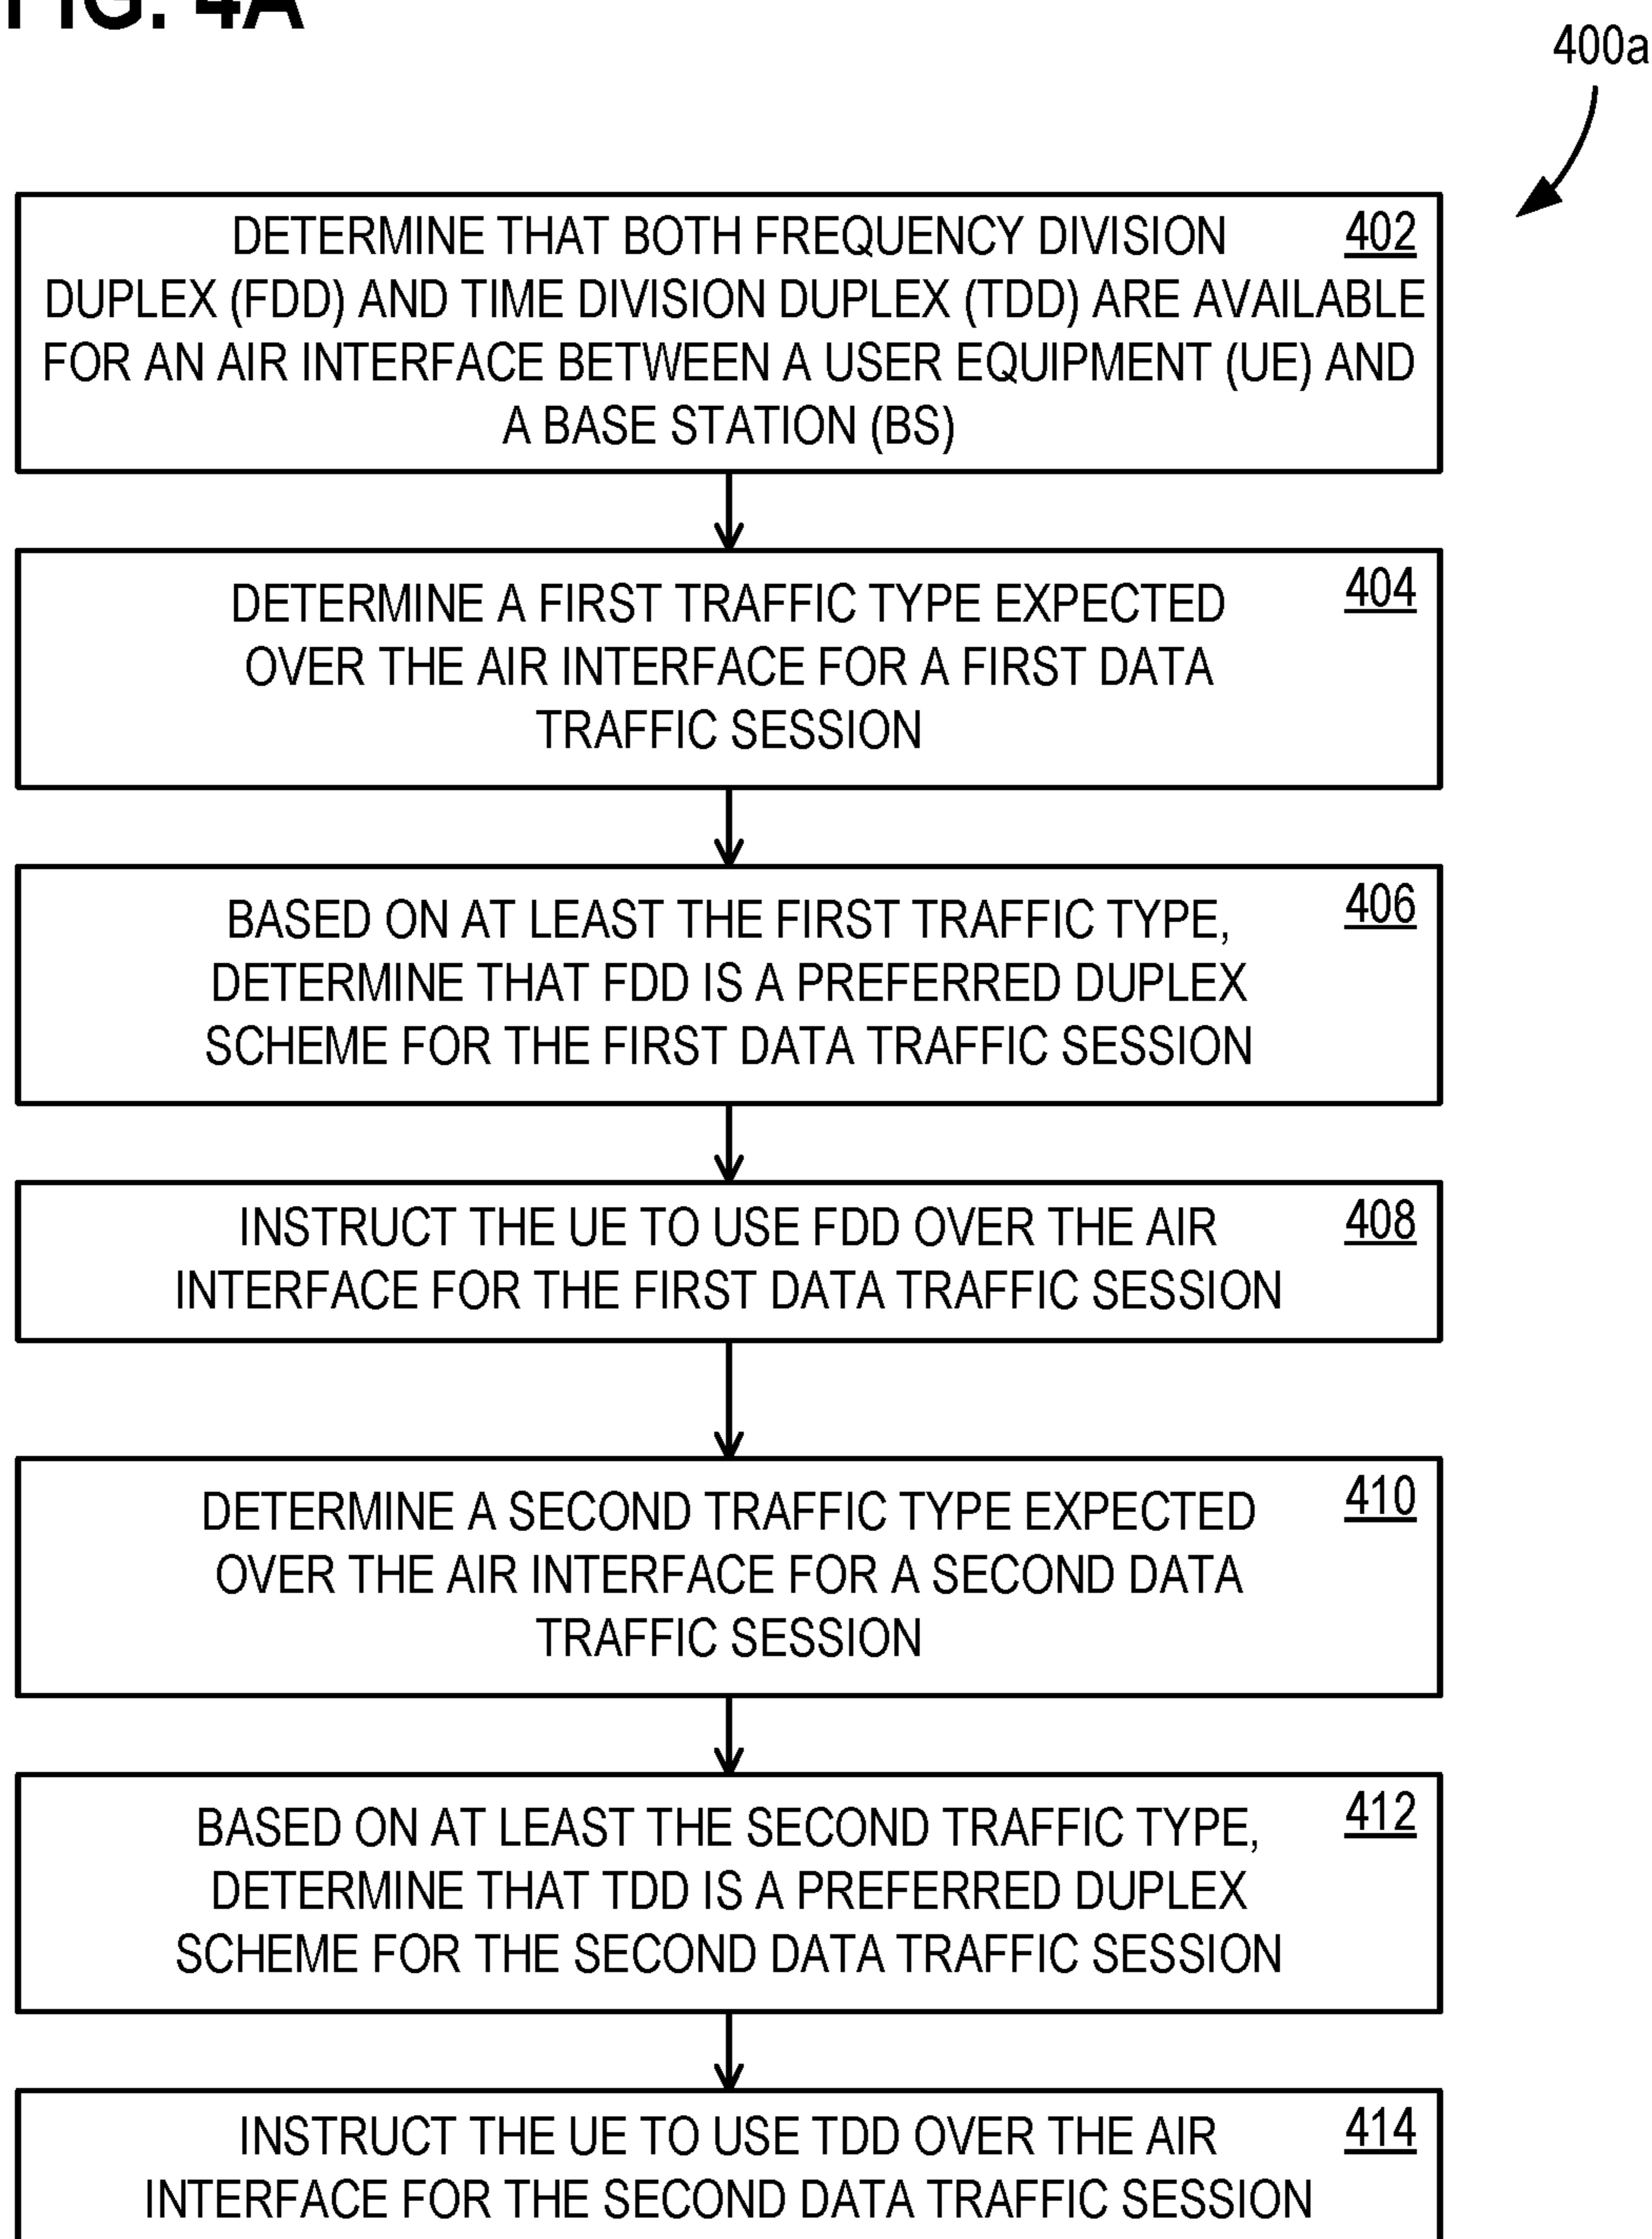 FIG. 4A
400a
402
DETERMINE THAT BOTH FREQUENCY DIVISION
DUPLEX (FDD) AND TIME DIVISION DUPLEX (TDD) ARE AVAILABLE
FOR AN AIR INTERFACE BETWEEN A USER EQUIPMENT (UE) AND
A BASE STATION (BS)
404
DETERMINE A FIRST TRAFFIC TYPE EXPECTED
OVER THE AIR INTERFACE FOR A FIRST DATA
TRAFFIC SESSION
406
BASED ON AT LEAST THE FIRST TRAFFIC TYPE,
DETERMINE THAT FDD IS A PREFERRED DUPLEX
SCHEME FOR THE FIRST DATA TRAFFIC SESSION
408
INSTRUCT THE UE TO USE FDD OVER THE AIR
INTERFACE FOR THE FIRST DATA TRAFFIC SESSION
410
DETERMINE A SECOND TRAFFIC TYPE EXPECTED
OVER THE AIR INTERFACE FOR A SECOND DATA
TRAFFIC SESSION
412
BASED ON AT LEAST THE SECOND TRAFFIC TYPE,
DETERMINE THAT TDD IS A PREFERRED DUPLEX
SCHEME FOR THE SECOND DATA TRAFFIC SESSION
414
INSTRUCT THE UE TO USE TDD OVER THE AIR
INTERFACE FOR THE SECOND DATA TRAFFIC SESSION